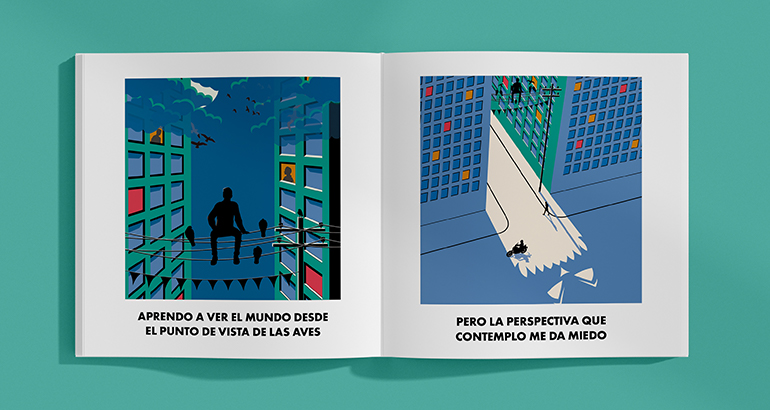 APRENDO A VER EL MUNDO DESDE
EL PUNTO DE VISTA DE LAS AVES
PERO LA PERSPECTIVA QUE
CONTEMPLO ME DA MIEDO